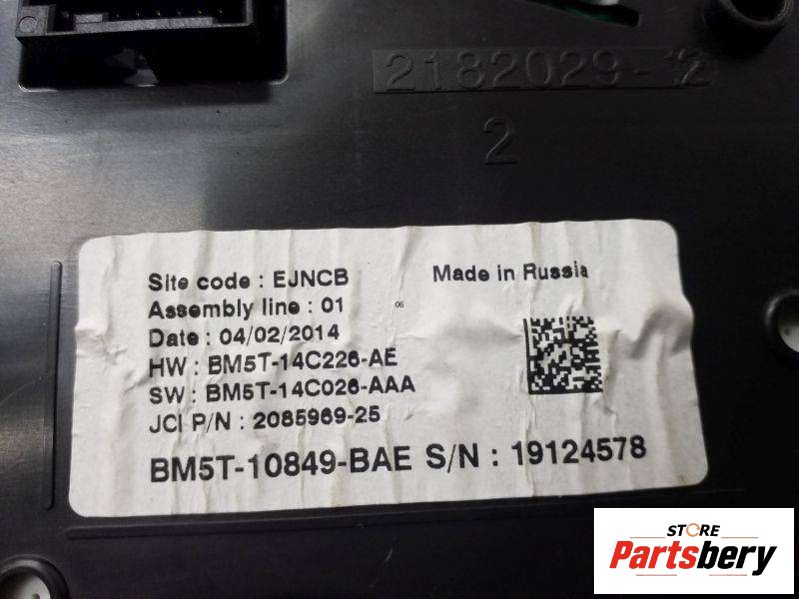 2182029-12
2
Site code : EJNCB
Made in Russia
Assembly line : 01
06
Date : 04/02/2014
HW : BM5T-14C226-AE
SW : BM5T-14C026-AAA
JCI P/N : 2085969-25
BM5T-10849-BAE S/N : 19124578
STORE
Partsbery